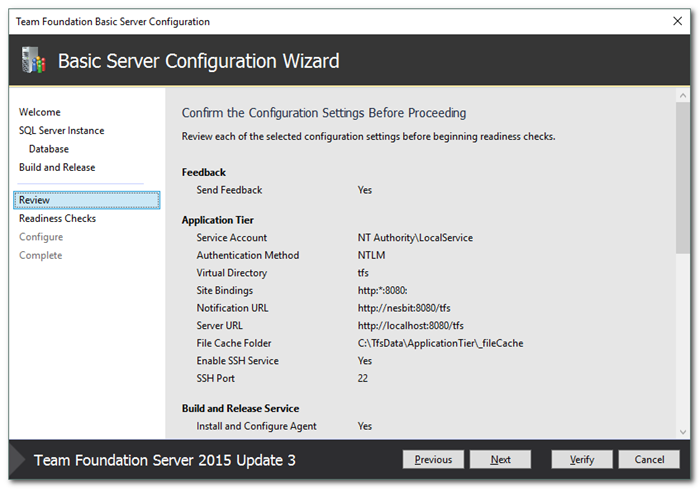 Team Foundation Basic Server Configuration
Basic Server Configuration Wizard
Welcome
SQL Server Instance
Database
Build and Release
Review
Readiness Checks
Configure
Complete
Confirm the Configuration Settings Before Proceeding
Review each of the selected configuration settings before beginning readiness checks.
Feedback
Send Feedback Yes
Application Tier
Service Account NT Authority\LocalService
Authentication Method NTLM
Virtual Directory tfs
Site Bindings http:*:8080:
Notification URL http://nesbit:8080/tfs
Server URL http://localhost:8080/tfs
File Cache Folder C:\TfsData\ApplicationTier\_fileCache
Enable SSH Service Yes
SSH Port 22
Build and Release Service
Install and Configure Agent Yes
Team Foundation Server 2015 Update 3
Previous Next Verify Cancel